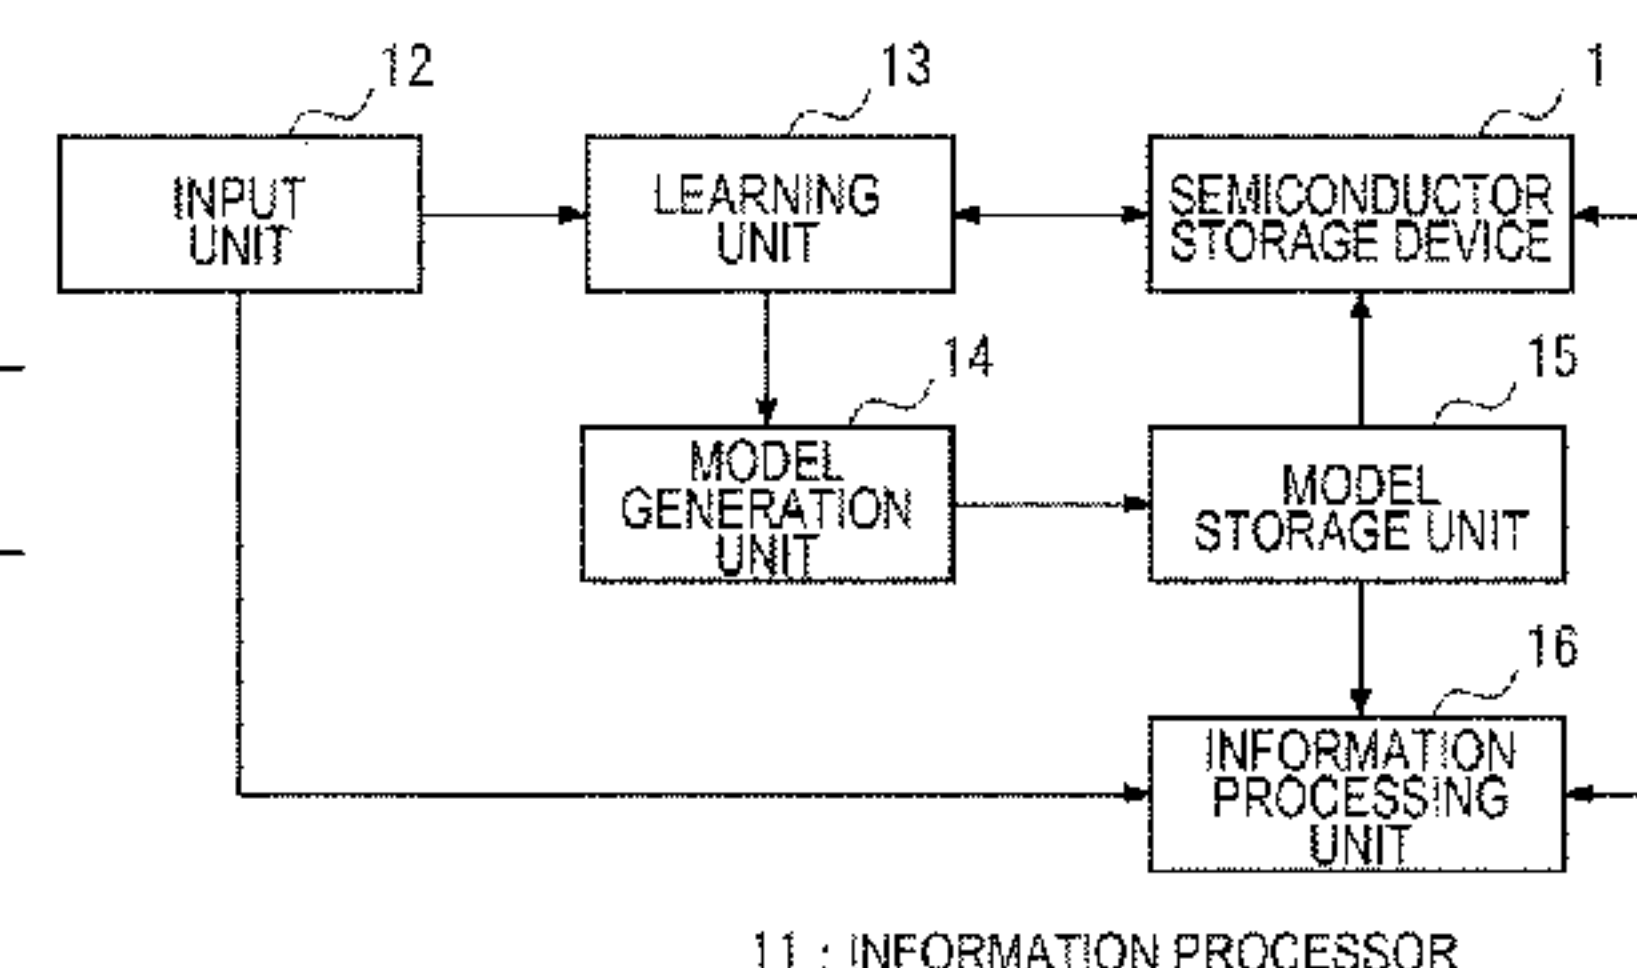 12
13
1
INPUT
UNIT
LEARNING
UNIT
SEMICONDUCTOR
STORAGE DEVICE
14
15
MODEL
GENERATION
UNIT
MODEL
STORAGE UNIT
16
INFORMATION
PROCESSING
UNIT
11 : INFORMATION PROCESSOR